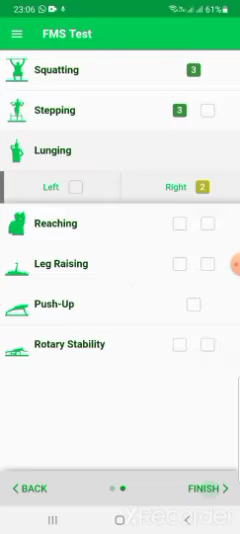 23:06
61%
FMS Test
Squatting 3
Stepping 3
Lunging
Left Right 2
Reaching
Leg Raising
Push-Up
Rotary Stability
BACK FINISH
XRecorder